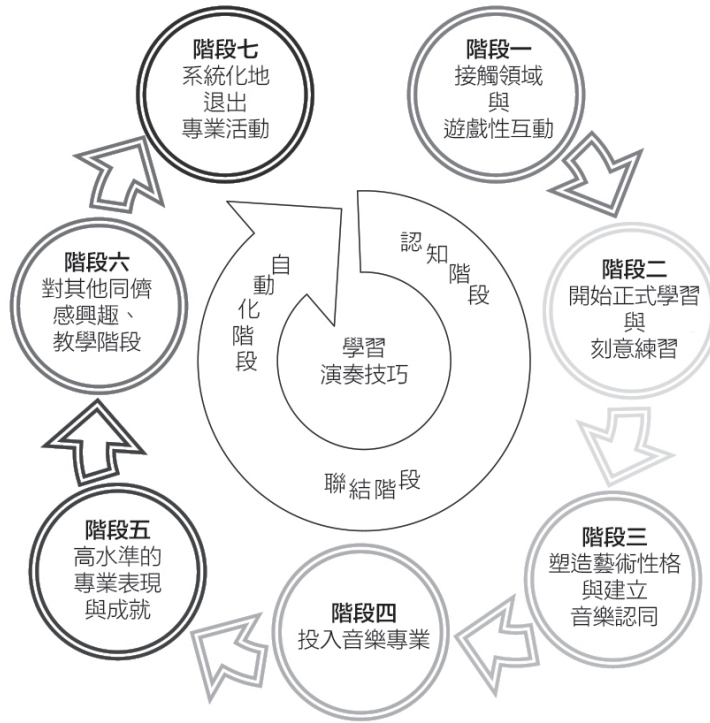 階段一
接觸領域
與
遊戲性互動
階段二
開始正式學習
與
刻意練習
階段三
塑造藝術性格
與建立
音樂認同
階段四
投入音樂專業
階段五
高水準的
專業表現
與成就
階段六
對其他同儕
感興趣、
教學階段
階段七
系統化地
退出
專業活動
認知階段
聯結階段
自動化階段
學習
演奏技巧